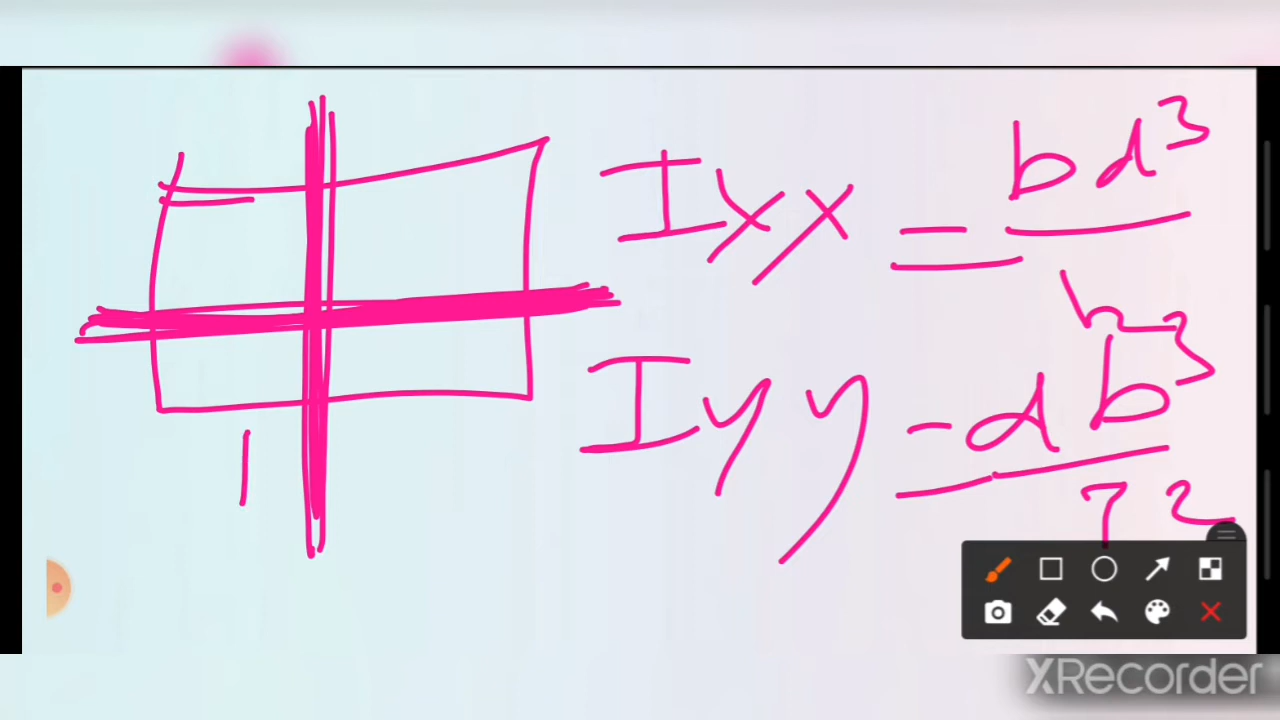 Ixx = bd³
12
Iyy = db³
12
XRecorder